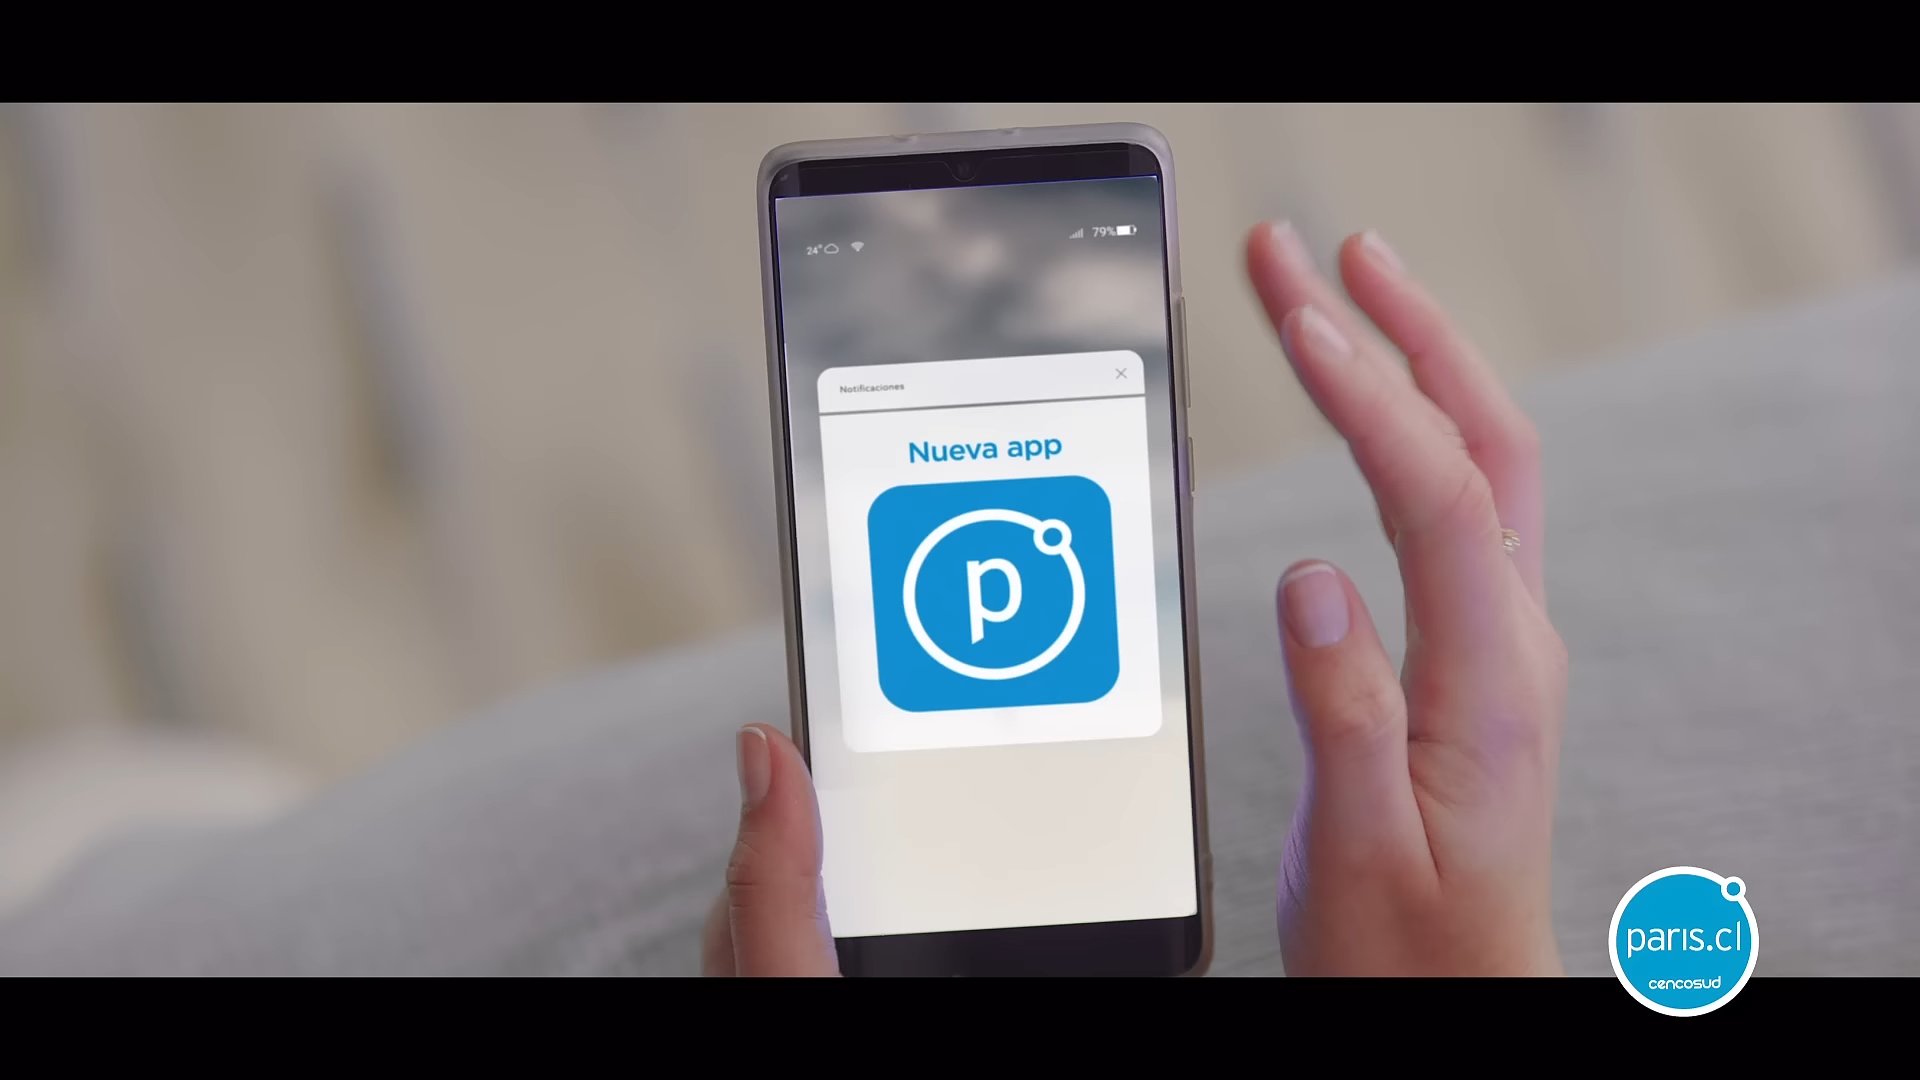 24°
79%
Notificaciones
Nueva app
p
paris.cl
cencosud